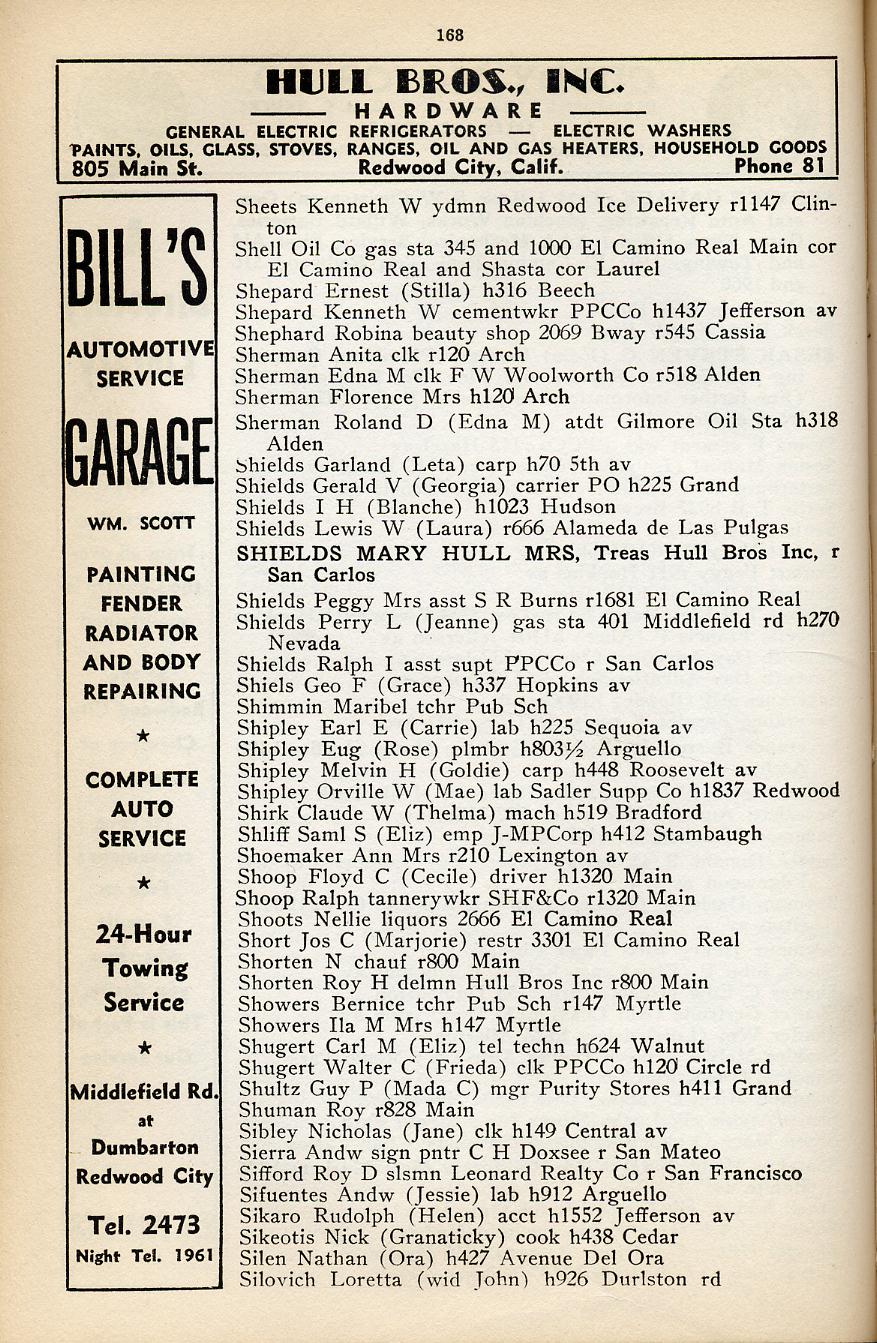 168
HULL BROS., INC.
HARDWARE
GENERAL ELECTRIC REFRIGERATORS — ELECTRIC WASHERS
PAINTS, OILS, GLASS, STOVES, RANGES, OIL AND GAS HEATERS, HOUSEHOLD GOODS
805 Main St. Redwood City, Calif. Phone 81
BILL'S
AUTOMOTIVE
SERVICE
GARAGE
WM. SCOTT
PAINTING
FENDER
RADIATOR
AND BODY
REPAIRING
★
COMPLETE
AUTO
SERVICE
★
24-Hour
Towing
Service
★
Middlefield Rd.
at
Dumbarton
Redwood City
Tel. 2473
Night Tel. 1961
Sheets Kenneth W ydmn Redwood Ice Delivery r1147 Clin-
ton
Shell Oil Co gas sta 345 and 1000 El Camino Real Main cor
El Camino Real and Shasta cor Laurel
Shepard Ernest (Stilla) h316 Beech
Shepard Kenneth W cementwkr PPCCo h1437 Jefferson av
Shephard Robina beauty shop 2069 Bway r545 Cassia
Sherman Anita clk r120 Arch
Sherman Edna M clk F W Woolworth Co r518 Alden
Sherman Florence Mrs h120 Arch
Sherman Roland D (Edna M) atdt Gilmore Oil Sta h318
Alden
Shields Garland (Leta) carp h70 5th av
Shields Gerald V (Georgia) carrier PO h225 Grand
Shields I H (Blanche) h1023 Hudson
Shields Lewis W (Laura) r666 Alameda de Las Pulgas
SHIELDS MARY HULL MRS, Treas Hull Bros Inc, r
San Carlos
Shields Peggy Mrs asst S R Burns r1681 El Camino Real
Shields Perry L (Jeanne) gas sta 401 Middlefield rd h270
Nevada
Shields Ralph I asst supt PPCCo r San Carlos
Shiels Geo F (Grace) h337 Hopkins av
Shimmin Maribel tchr Pub Sch
Shipley Earl E (Carrie) lab h225 Sequoia av
Shipley Eug (Rose) plmbr h803½ Arguello
Shipley Melvin H (Goldie) carp h448 Roosevelt av
Shipley Orville W (Mae) lab Sadler Supp Co h1837 Redwood
Shirk Claude W (Thelma) mach h519 Bradford
Shliff Saml S (Eliz) emp J-MPCorp h412 Stambaugh
Shoemaker Ann Mrs r210 Lexington av
Shoop Floyd C (Cecile) driver h1320 Main
Shoop Ralph tannerywkr SHF&Co r1320 Main
Shoots Nellie liquors 2666 El Camino Real
Short Jos C (Marjorie) restr 3301 El Camino Real
Shorten N chauf r800 Main
Shorten Roy H delmn Hull Bros Inc r800 Main
Showers Bernice tchr Pub Sch r147 Myrtle
Showers Ila M Mrs h147 Myrtle
Shugert Carl M (Eliz) tel techn h624 Walnut
Shugert Walter C (Frieda) clk PPCCo h120 Circle rd
Shultz Guy P (Mada C) mgr Purity Stores h411 Grand
Shuman Roy r828 Main
Sibley Nicholas (Jane) clk h149 Central av
Sierra Andw sign pntr C H Doxsee r San Mateo
Sifford Roy D slsmn Leonard Realty Co r San Francisco
Sifuentes Andw (Jessie) lab h912 Arguello
Sikaro Rudolph (Helen) acct h1552 Jefferson av
Sikeotis Nick (Granaticky) cook h438 Cedar
Silen Nathan (Ora) h427 Avenue Del Ora
Silovich Loretta (wid John) h926 Durlston rd